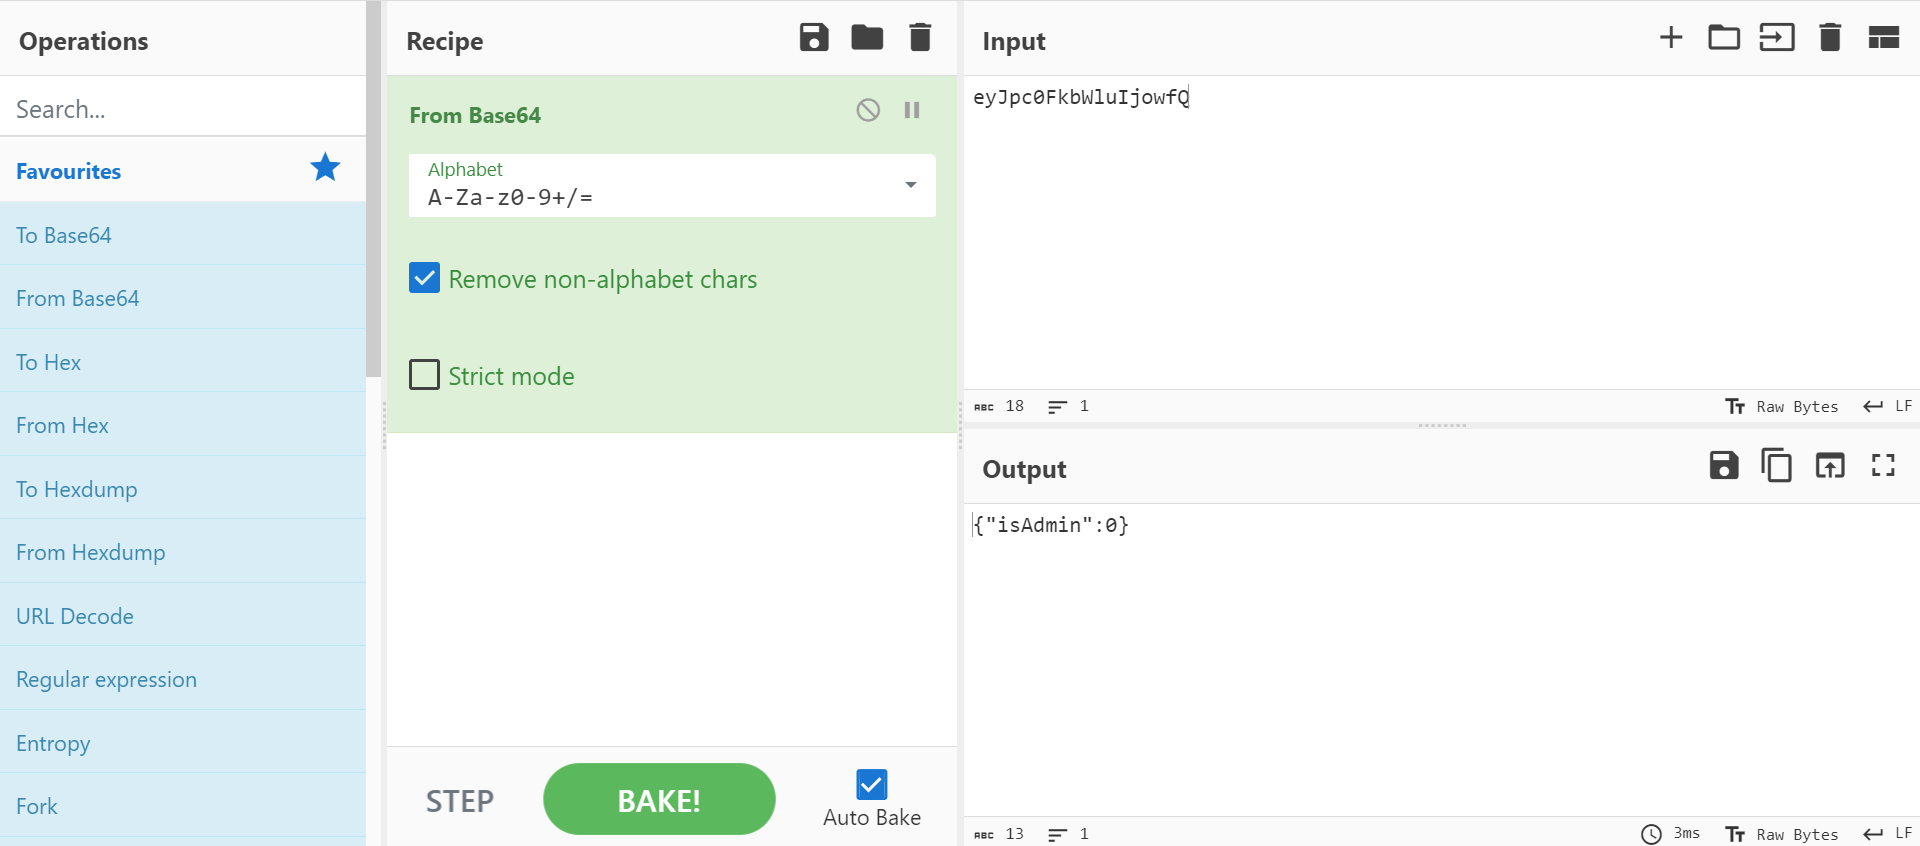 Operations
Search...
Favourites
To Base64
From Base64
To Hex
From Hex
To Hexdump
From Hexdump
URL Decode
Regular expression
Entropy
Fork
Recipe
From Base64
Alphabet
A-Za-z0-9+/=
Remove non-alphabet chars
Strict mode
STEP
BAKE!
Auto Bake
Input
eyJpc0FkbWluIjowfQ
ABC 18 1
Raw Bytes LF
Output
{"isAdmin":0}
ABC 13 1
3ms Raw Bytes LF